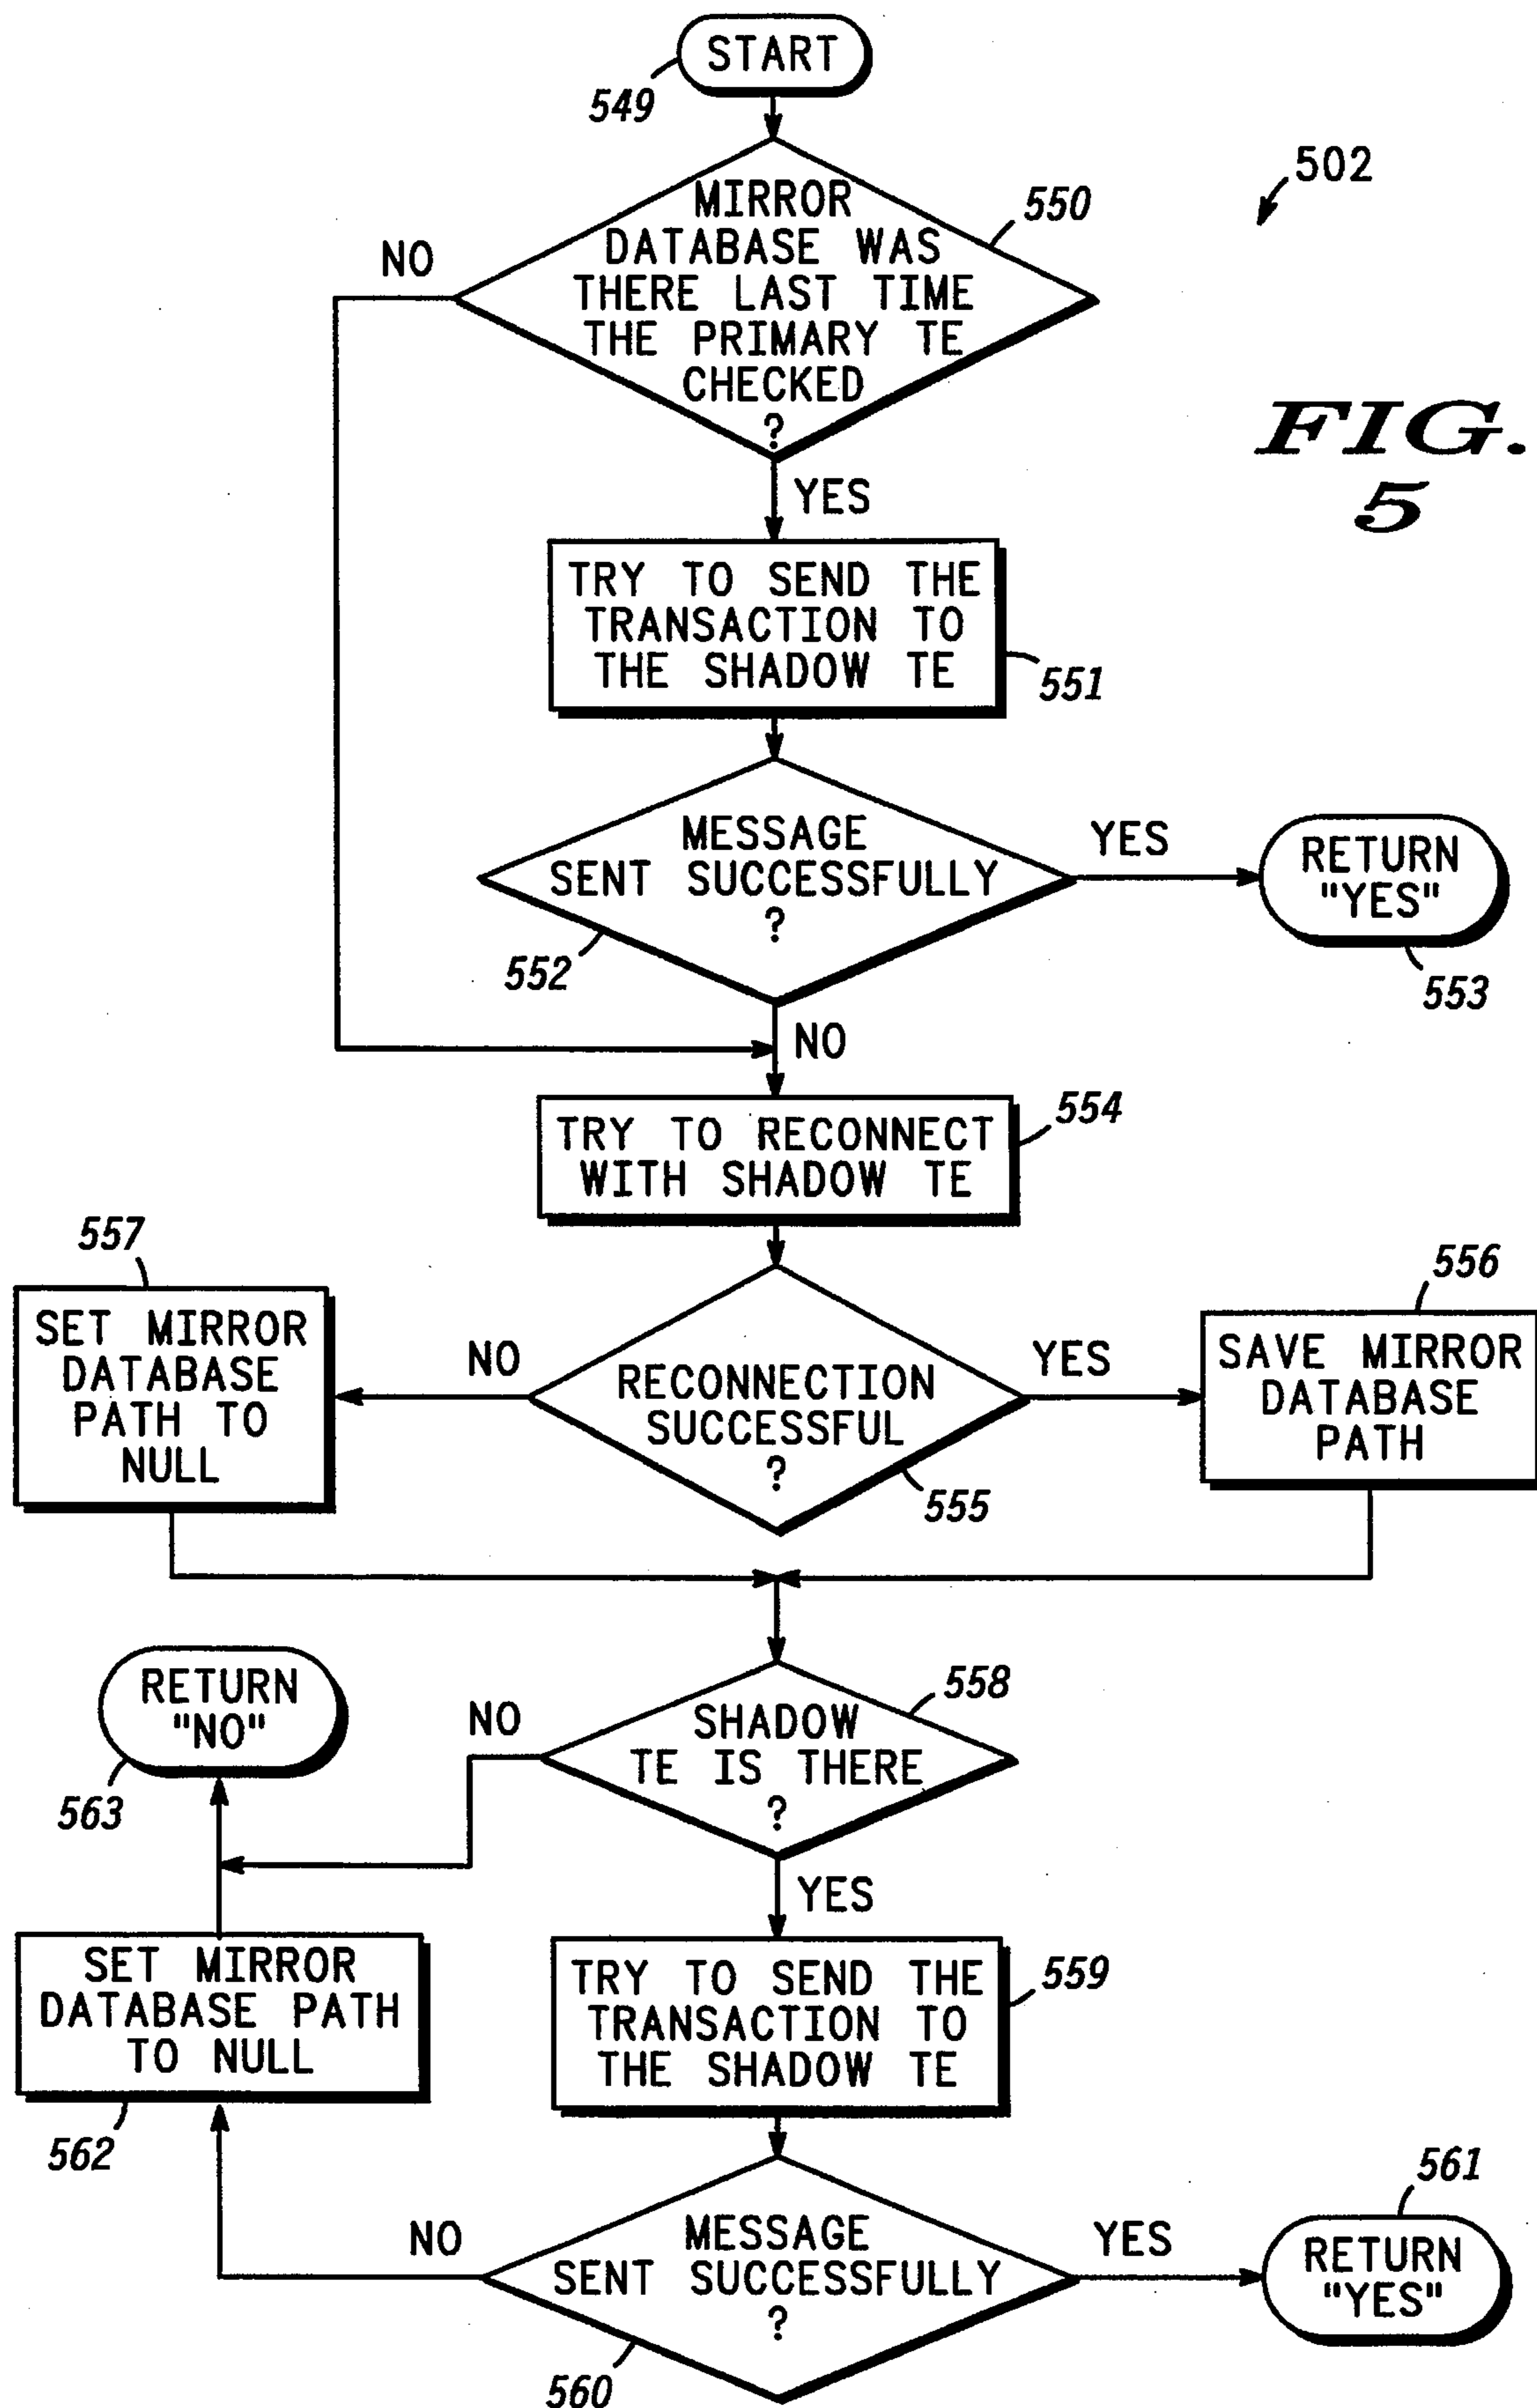 START
549
502
MIRROR
DATABASE WAS
THERE LAST TIME
THE PRIMARY TE
CHECKED
?
550
NO
FIG.
5
YES
TRY TO SEND THE
TRANSACTION TO
THE SHADOW TE
551
MESSAGE
SENT SUCCESSFULLY
?
YES
RETURN
"YES"
552
553
NO
TRY TO RECONNECT
WITH SHADOW TE
554
557
556
SET MIRROR
DATABASE
PATH TO
NULL
NO
RECONNECTION
SUCCESSFUL
?
YES
SAVE MIRROR
DATABASE
PATH
555
RETURN
"NO"
563
NO
SHADOW
TE IS THERE
?
558
YES
SET MIRROR
DATABASE PATH
TO NULL
562
TRY TO SEND THE
TRANSACTION TO
THE SHADOW TE
559
NO
MESSAGE
SENT SUCCESSFULLY
?
YES
561
RETURN
"YES"
560